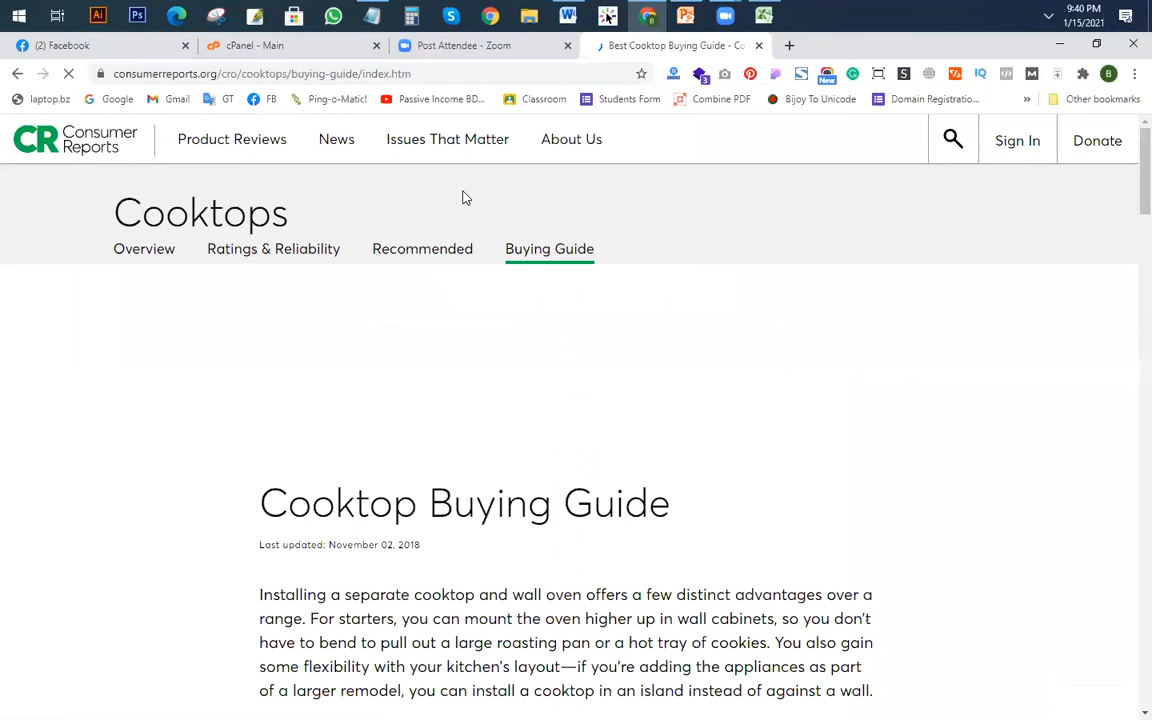 Ai
Ps
9:40 PM
1/15/2021
(2) Facebook
cPanel - Main
Post Attendee - Zoom
Best Cooktop Buying Guide - Co
consumerreports.org/cro/cooktops/buying-guide/index.htm
3
New
S
IQ
M
B
laptop.bz
Google
Gmail
GT
FB
Ping-o-Matic!
Passive Income BD...
Classroom
Students Form
Combine PDF
Bijoy To Unicode
Domain Registratio...
»
Other bookmarks
CR Consumer Reports
Product Reviews
News
Issues That Matter
About Us
Sign In
Donate
Cooktops
Overview
Ratings & Reliability
Recommended
Buying Guide
Cooktop Buying Guide
Last updated: November 02, 2018
Installing a separate cooktop and wall oven offers a few distinct advantages over a
range. For starters, you can mount the oven higher up in wall cabinets, so you don't
have to bend to pull out a large roasting pan or a hot tray of cookies. You also gain
some flexibility with your kitchen's layout—if you're adding the appliances as part
of a larger remodel, you can install a cooktop in an island instead of against a wall.